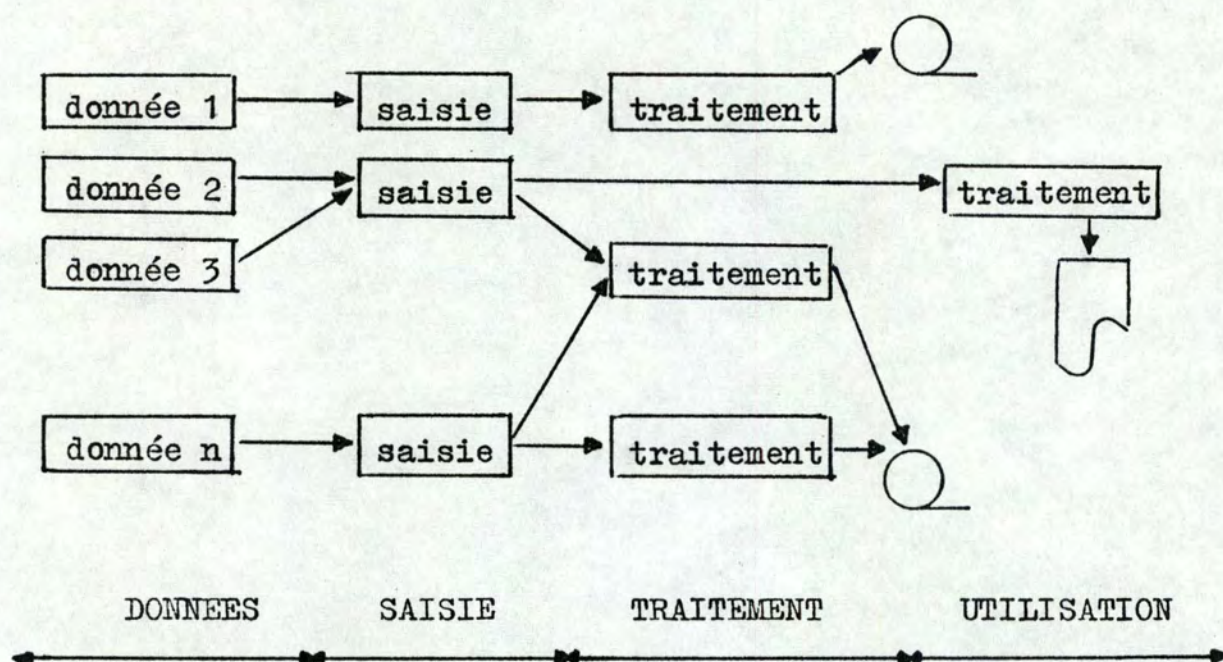 donnée 1
saisie
traitement
donnée 2
saisie
traitement
donnée 3
traitement
donnée n
saisie
traitement
DONNEES
SAISIE
TRAITEMENT
UTILISATION